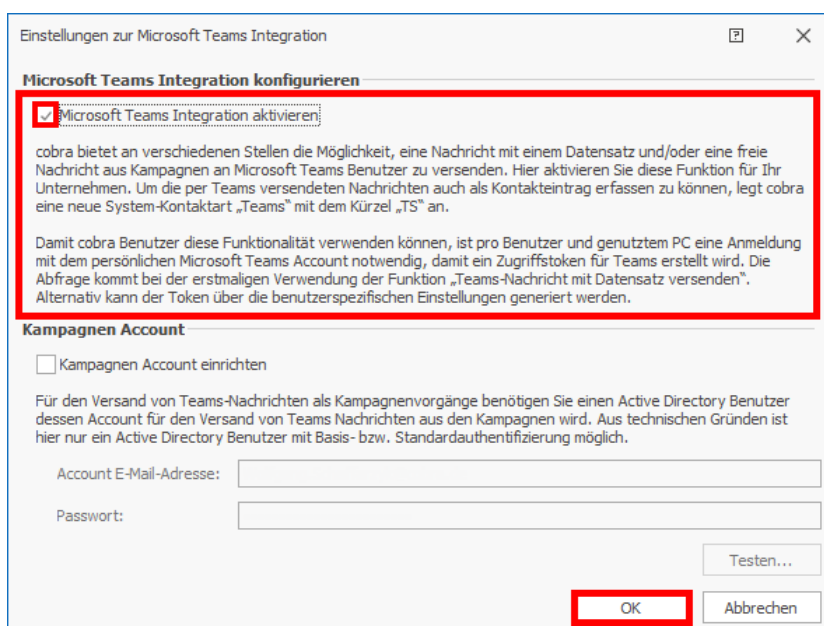 Einstellungen zur Microsoft Teams Integration
Microsoft Teams Integration konfigurieren
Microsoft Teams Integration aktivieren
cobra bietet an verschiedenen Stellen die Möglichkeit, eine Nachricht mit einem Datensatz und/oder eine freie
Nachricht aus Kampagnen an Microsoft Teams Benutzer zu versenden. Hier aktivieren Sie diese Funktion für Ihr
Unternehmen. Um die per Teams versendeten Nachrichten auch als Kontakteintrag erfassen zu können, legt cobra
eine neue System-Kontaktart „Teams“ mit dem Kürzel „TS“ an.
Damit cobra Benutzer diese Funktionalität verwenden können, ist pro Benutzer und genutztem PC eine Anmeldung
mit dem persönlichen Microsoft Teams Account notwendig, damit ein Zugriffstoken für Teams erstellt wird. Die
Abfrage kommt bei der erstmaligen Verwendung der Funktion „Teams-Nachricht mit Datensatz versenden“.
Alternativ kann der Token über die benutzerspezifischen Einstellungen generiert werden.
Kampagnen Account
Kampagnen Account einrichten
Für den Versand von Teams-Nachrichten als Kampagnenvorgänge benötigen Sie einen Active Directory Benutzer
dessen Account für den Versand von Teams Nachrichten aus den Kampagnen wird. Aus technischen Gründen ist
hier nur ein Active Directory Benutzer mit Basis- bzw. Standardauthentifizierung möglich.
Account E-Mail-Adresse:
Passwort:
Testen...
OK Abbrechen